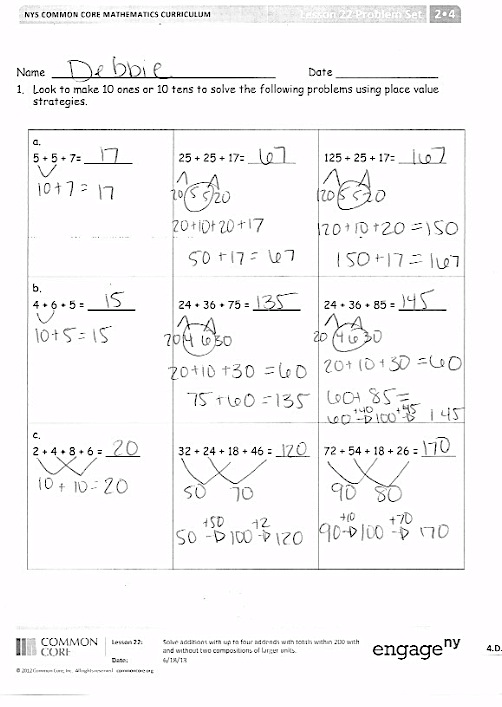 NYS COMMON CORE MATHEMATICS CURRICULUM Lesson 22 Problem Set 2•4
Name Debbie Date
1. Look to make 10 ones or 10 tens to solve the following problems using place value
strategies.
a.
5 + 5 + 7= 17
10+7 = 17
25 + 25 + 17= 67
20 5 5 20
20+10+20+17
50 +17 = 67
125 + 25 + 17= 167
120 5 5 20
120+10+20 =150
150+17 = 167
b.
4 + 6 + 5 = 15
10+5=15
24 + 36 + 75 = 135
20 4 6 30
20+10+30 =60
75+60=135
24 + 36 + 85 = 145
20 4 6 30
20+10+30 =60
60+ 85=
+40 +45
60 → 100 → 145
c.
2 + 4 + 8 + 6 = 20
10 + 10=20
32 + 24 + 18 + 46 = 120
50 70
+50 +2
50 → 100 → 120
72 + 54 + 18 + 26 = 170
90 80
+10 +70
90 → 100 → 170
COMMON
CORE
Lesson 22:
Date:
Solve additions with up to four addends with totals within 200 with
and without two compositions of larger units.
6/18/13
engageny
4.D.
© 2012 Common Core, Inc. All rights reserved. commoncore.org